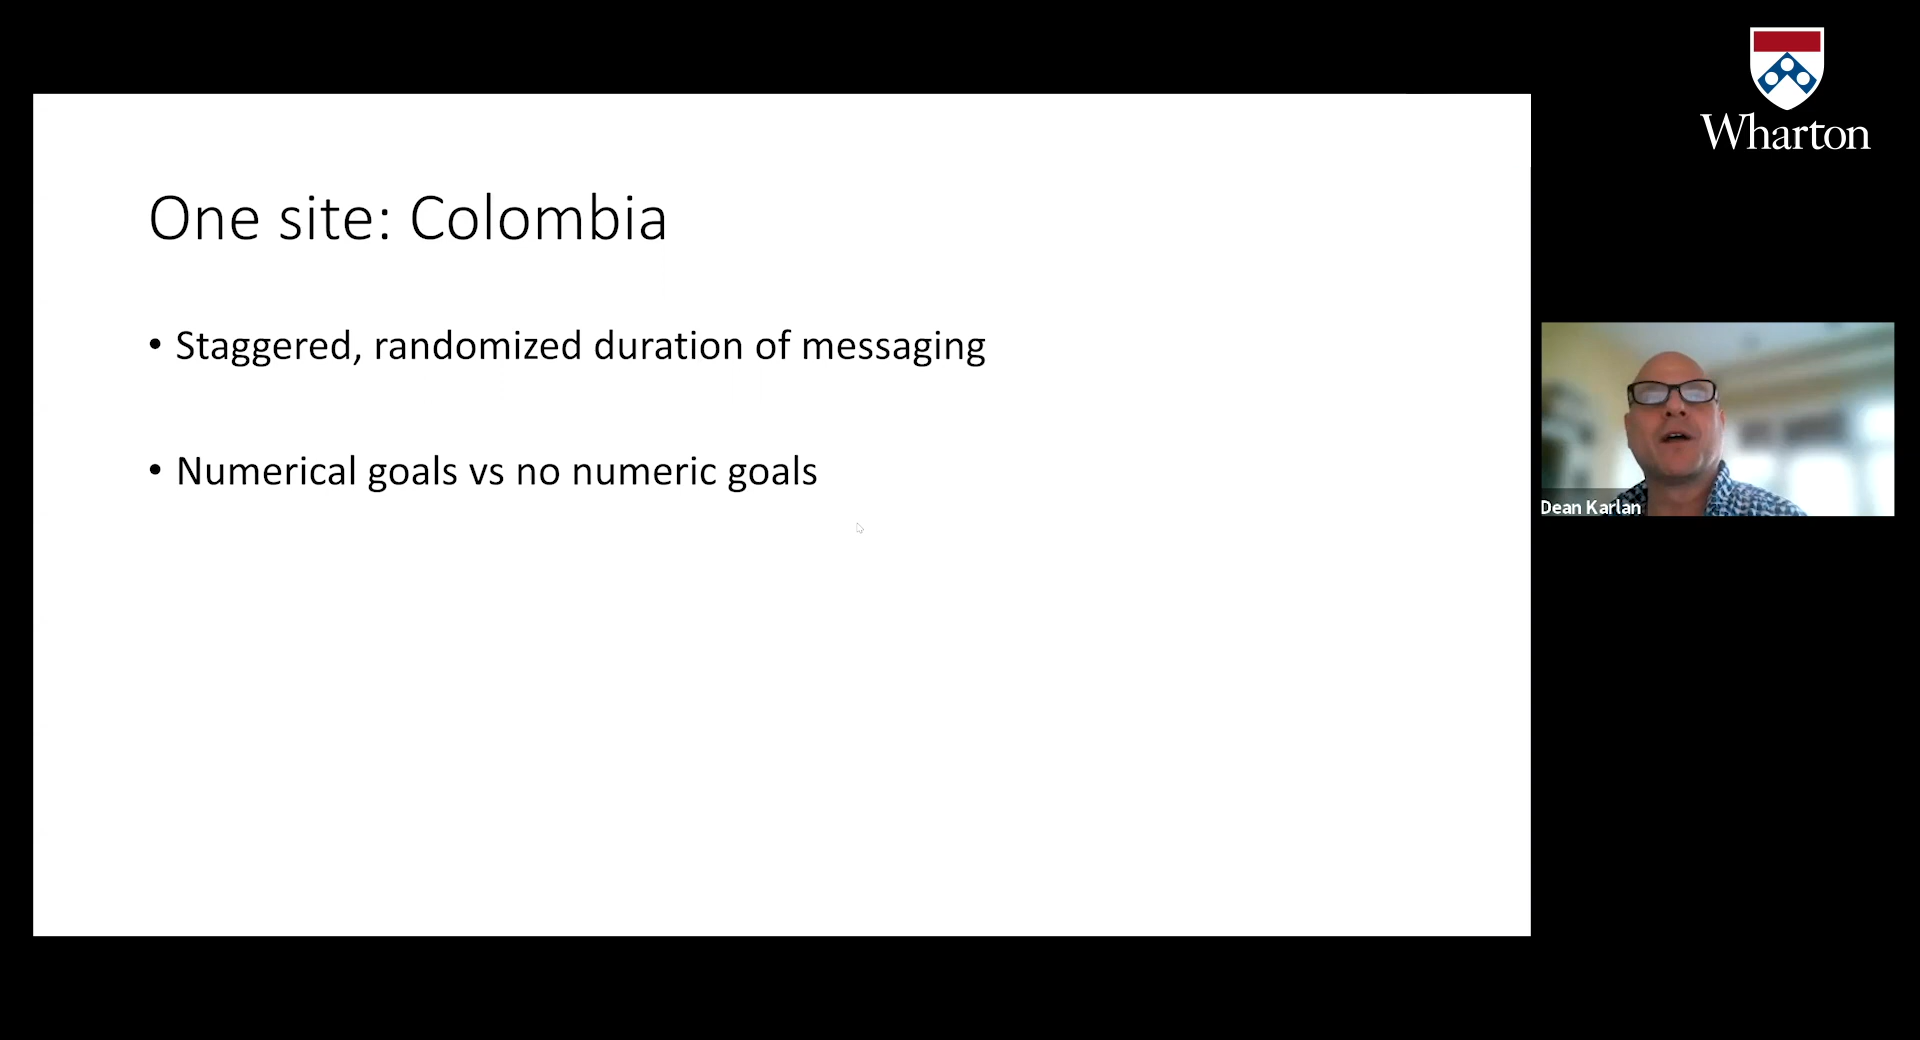 Wharton
One site: Colombia
• Staggered, randomized duration of messaging
• Numerical goals vs no numeric goals
Dean Karlan